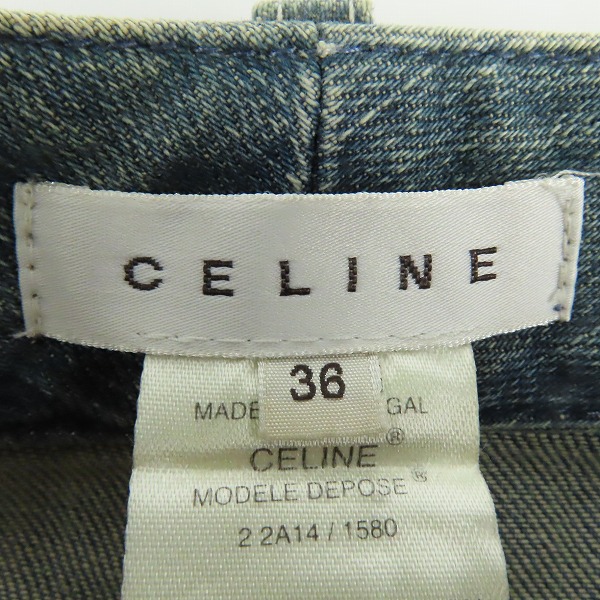 CELINE
36
MADE GAL
CELINE®
MODELE DEPOSE®
2 2A14 / 1580